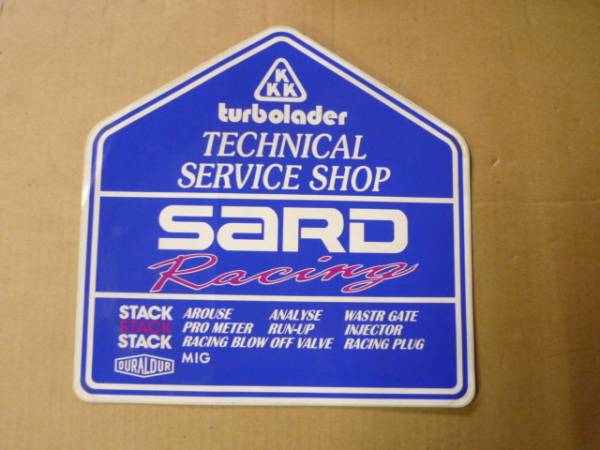 K
KK
turbolader
TECHNICAL
SERVICE SHOP
SARD
Racing
STACK AROUSE ANALYSE WASTR GATE
STACK PRO METER RUN-UP INJECTOR
STACK RACING BLOW OFF VALVE RACING PLUG
DURALDUR MIG